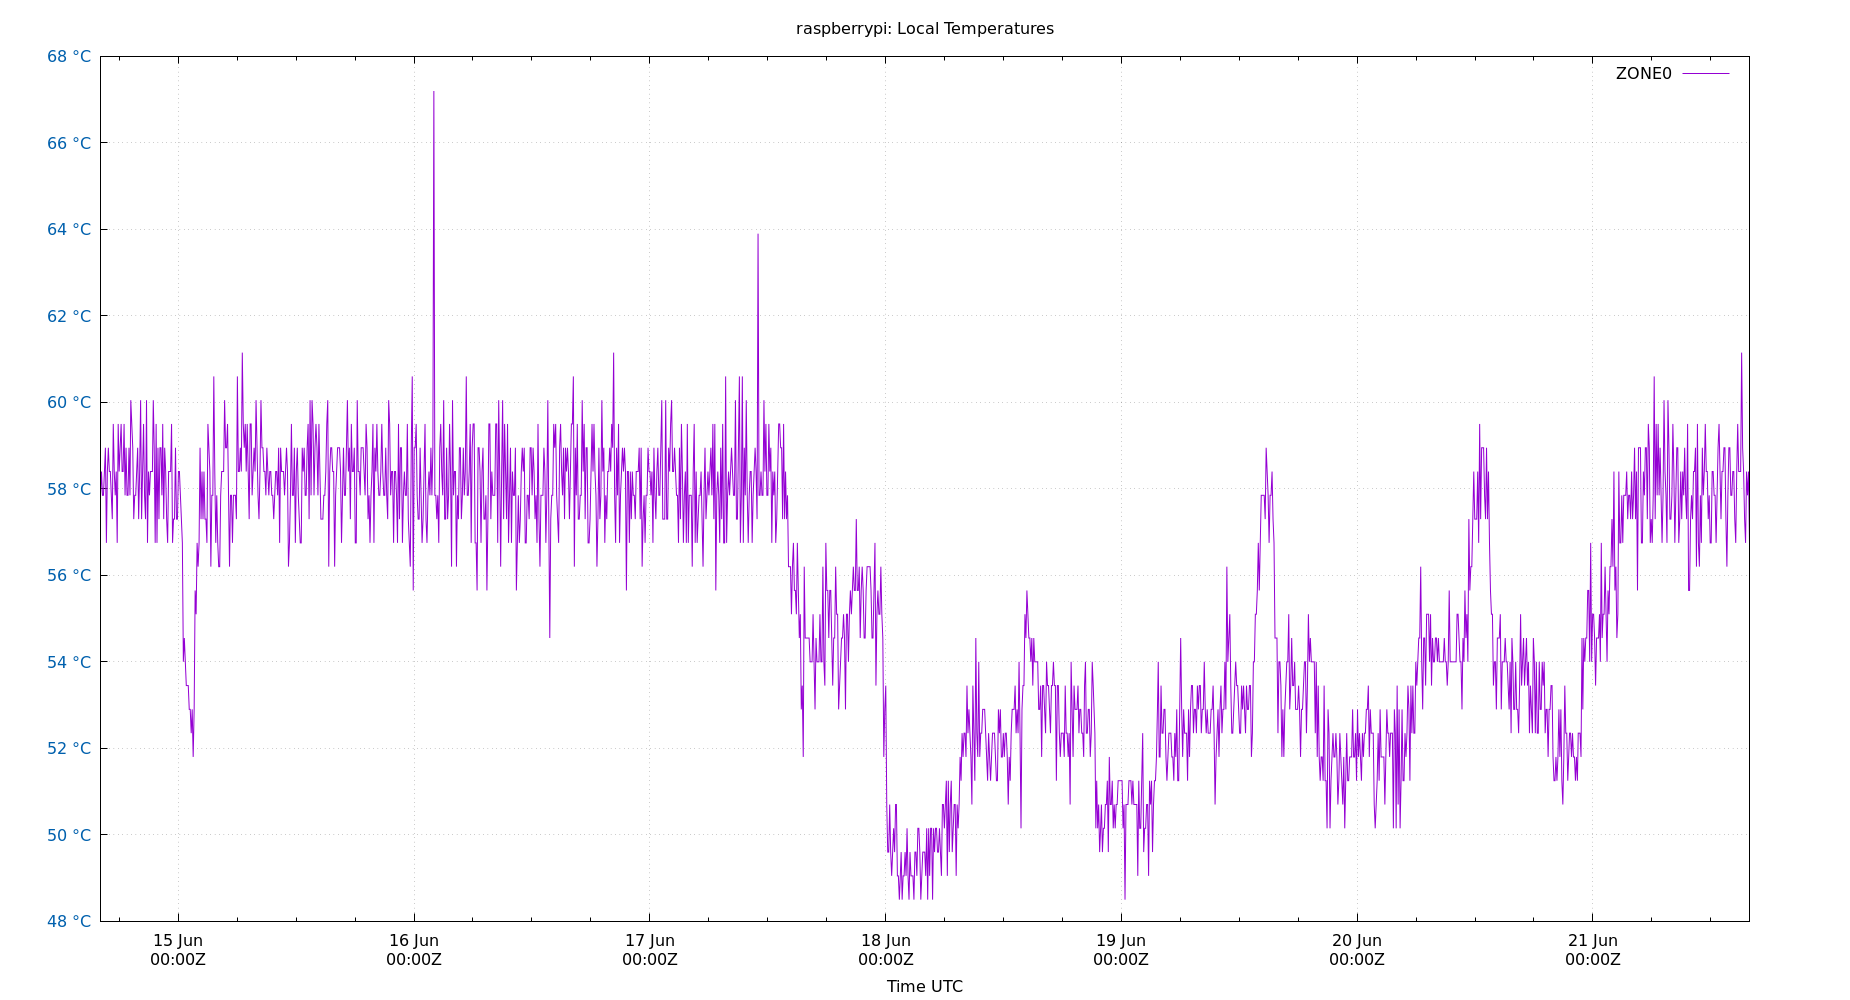 raspberrypi: Local Temperatures
68 °C
ZONE0
66 °C
64 °C
62 °C
60 °C
58 °C
56 °C
54 °C
52 °C
50 °C
48 °C
15 Jun
00:00Z
16 Jun
00:00Z
17 Jun
00:00Z
18 Jun
00:00Z
19 Jun
00:00Z
20 Jun
00:00Z
21 Jun
00:00Z
Time UTC